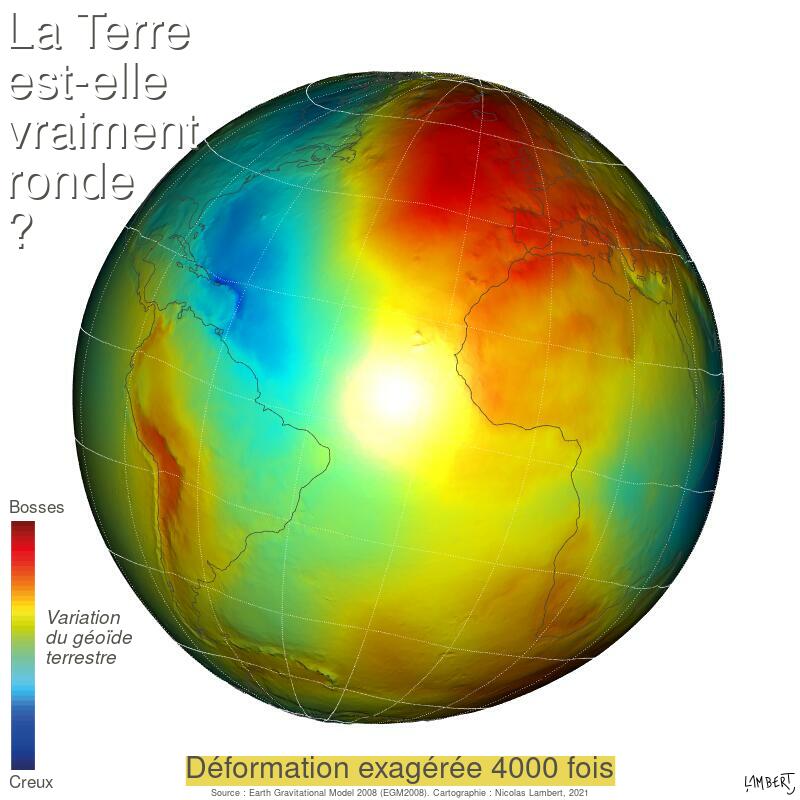 La Terre
est-elle
vraiment
ronde
?
Bosses
Variation
du géoïde
terrestre
Creux
Déformation exagérée 4000 fois
Source : Earth Gravitational Model 2008 (EGM2008). Cartographie : Nicolas Lambert, 2021
LAMBERT